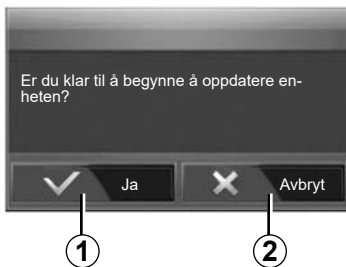 Er du klar til å begynne å oppdatere en-
heten?
Ja Avbryt
1 2